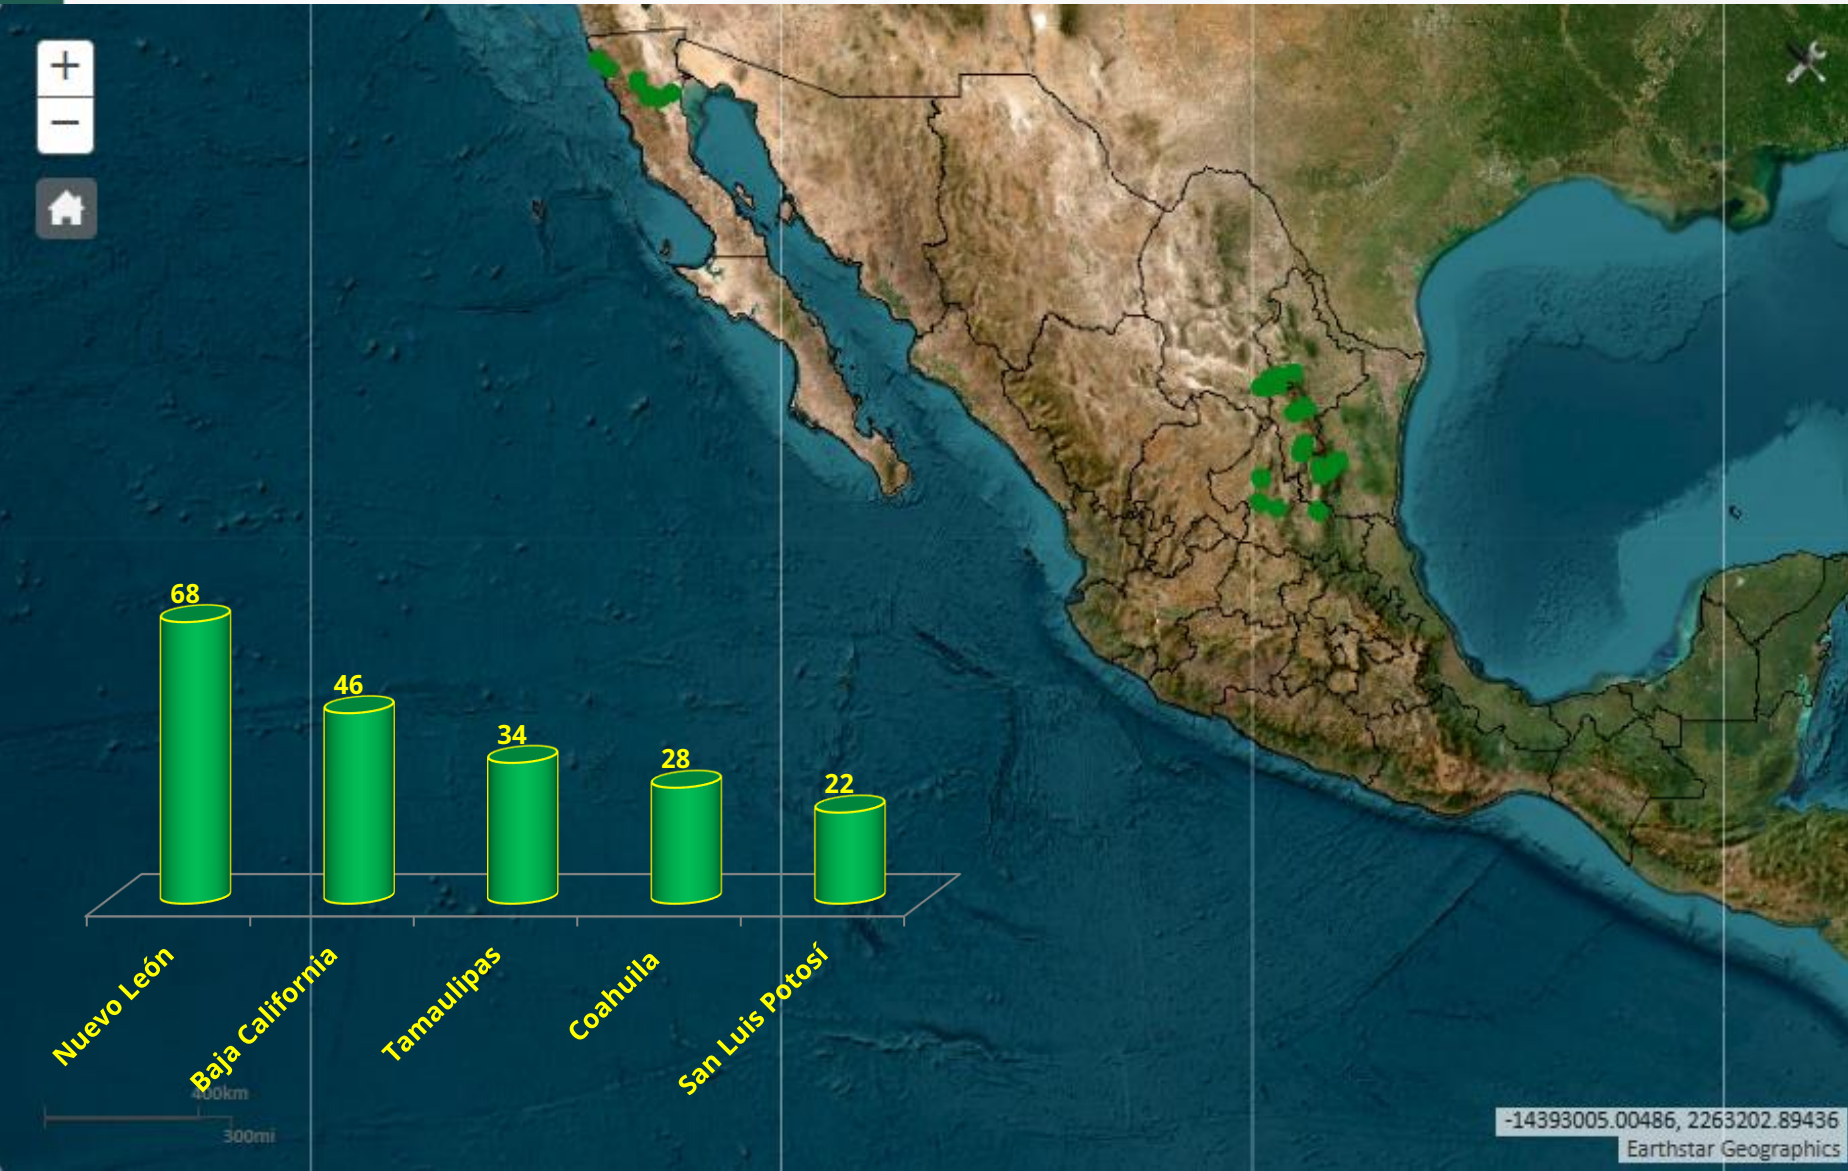 +
−
68
46
34
28
22
Nuevo León
Baja California
Tamaulipas
Coahuila
San Luis Potosí
400km
300mi
-14393005.00486, 2263202.89436
Earthstar Geographics